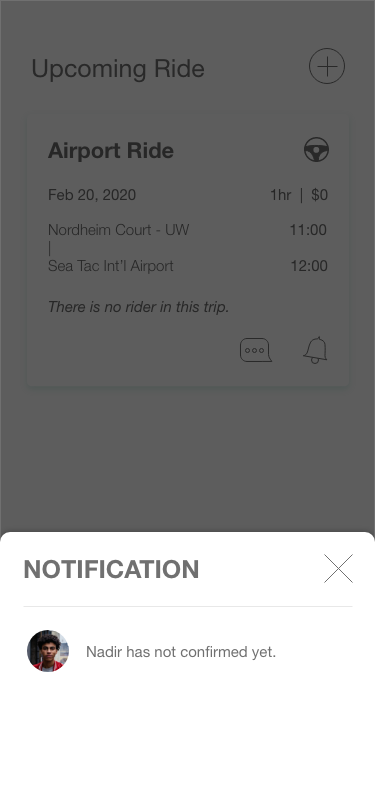 Upcoming Ride
Airport Ride
Feb 20, 2020 1hr | $0
Nordheim Court - UW 11:00
|
Sea Tac Int'l Airport 12:00
There is no rider in this trip.
NOTIFICATION
Nadir has not confirmed yet.